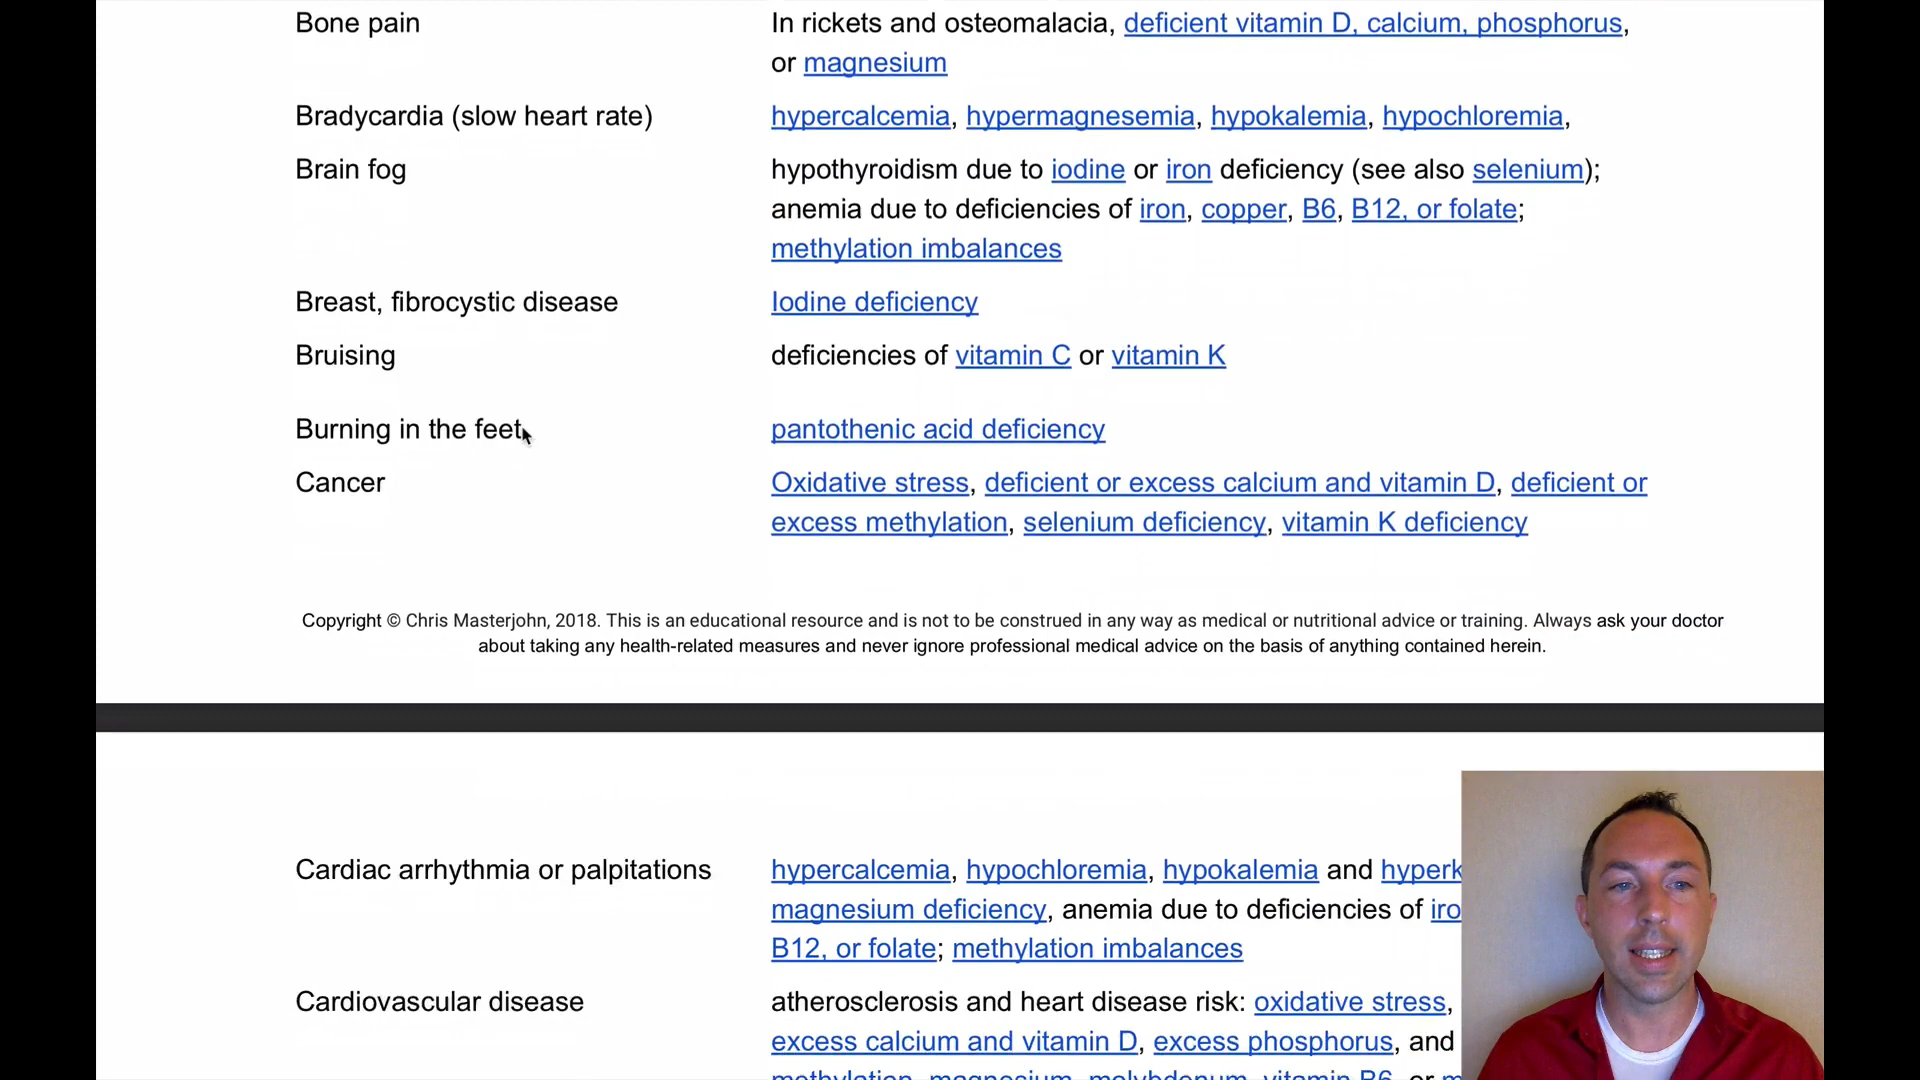 Bone pain
In rickets and osteomalacia, deficient vitamin D, calcium, phosphorus,
or magnesium
Bradycardia (slow heart rate)
hypercalcemia, hypermagnesemia, hypokalemia, hypochloremia,
Brain fog
hypothyroidism due to iodine or iron deficiency (see also selenium);
anemia due to deficiencies of iron, copper, B6, B12, or folate;
methylation imbalances
Breast, fibrocystic disease
Iodine deficiency
Bruising
deficiencies of vitamin C or vitamin K
Burning in the feet
pantothenic acid deficiency
Cancer
Oxidative stress, deficient or excess calcium and vitamin D, deficient or
excess methylation, selenium deficiency, vitamin K deficiency
Copyright © Chris Masterjohn, 2018. This is an educational resource and is not to be construed in any way as medical or nutritional advice or training. Always ask your doctor
about taking any health-related measures and never ignore professional medical advice on the basis of anything contained herein.
Cardiac arrhythmia or palpitations
hypercalcemia, hypochloremia, hypokalemia and
magnesium deficiency, anemia due to deficiencies of
B12, or folate; methylation imbalances
Cardiovascular disease
atherosclerosis and heart disease risk: oxidative stress,
excess calcium and vitamin D, excess phosphorus, and
methylation, magnesium, molybdenum, vitamin B6, or